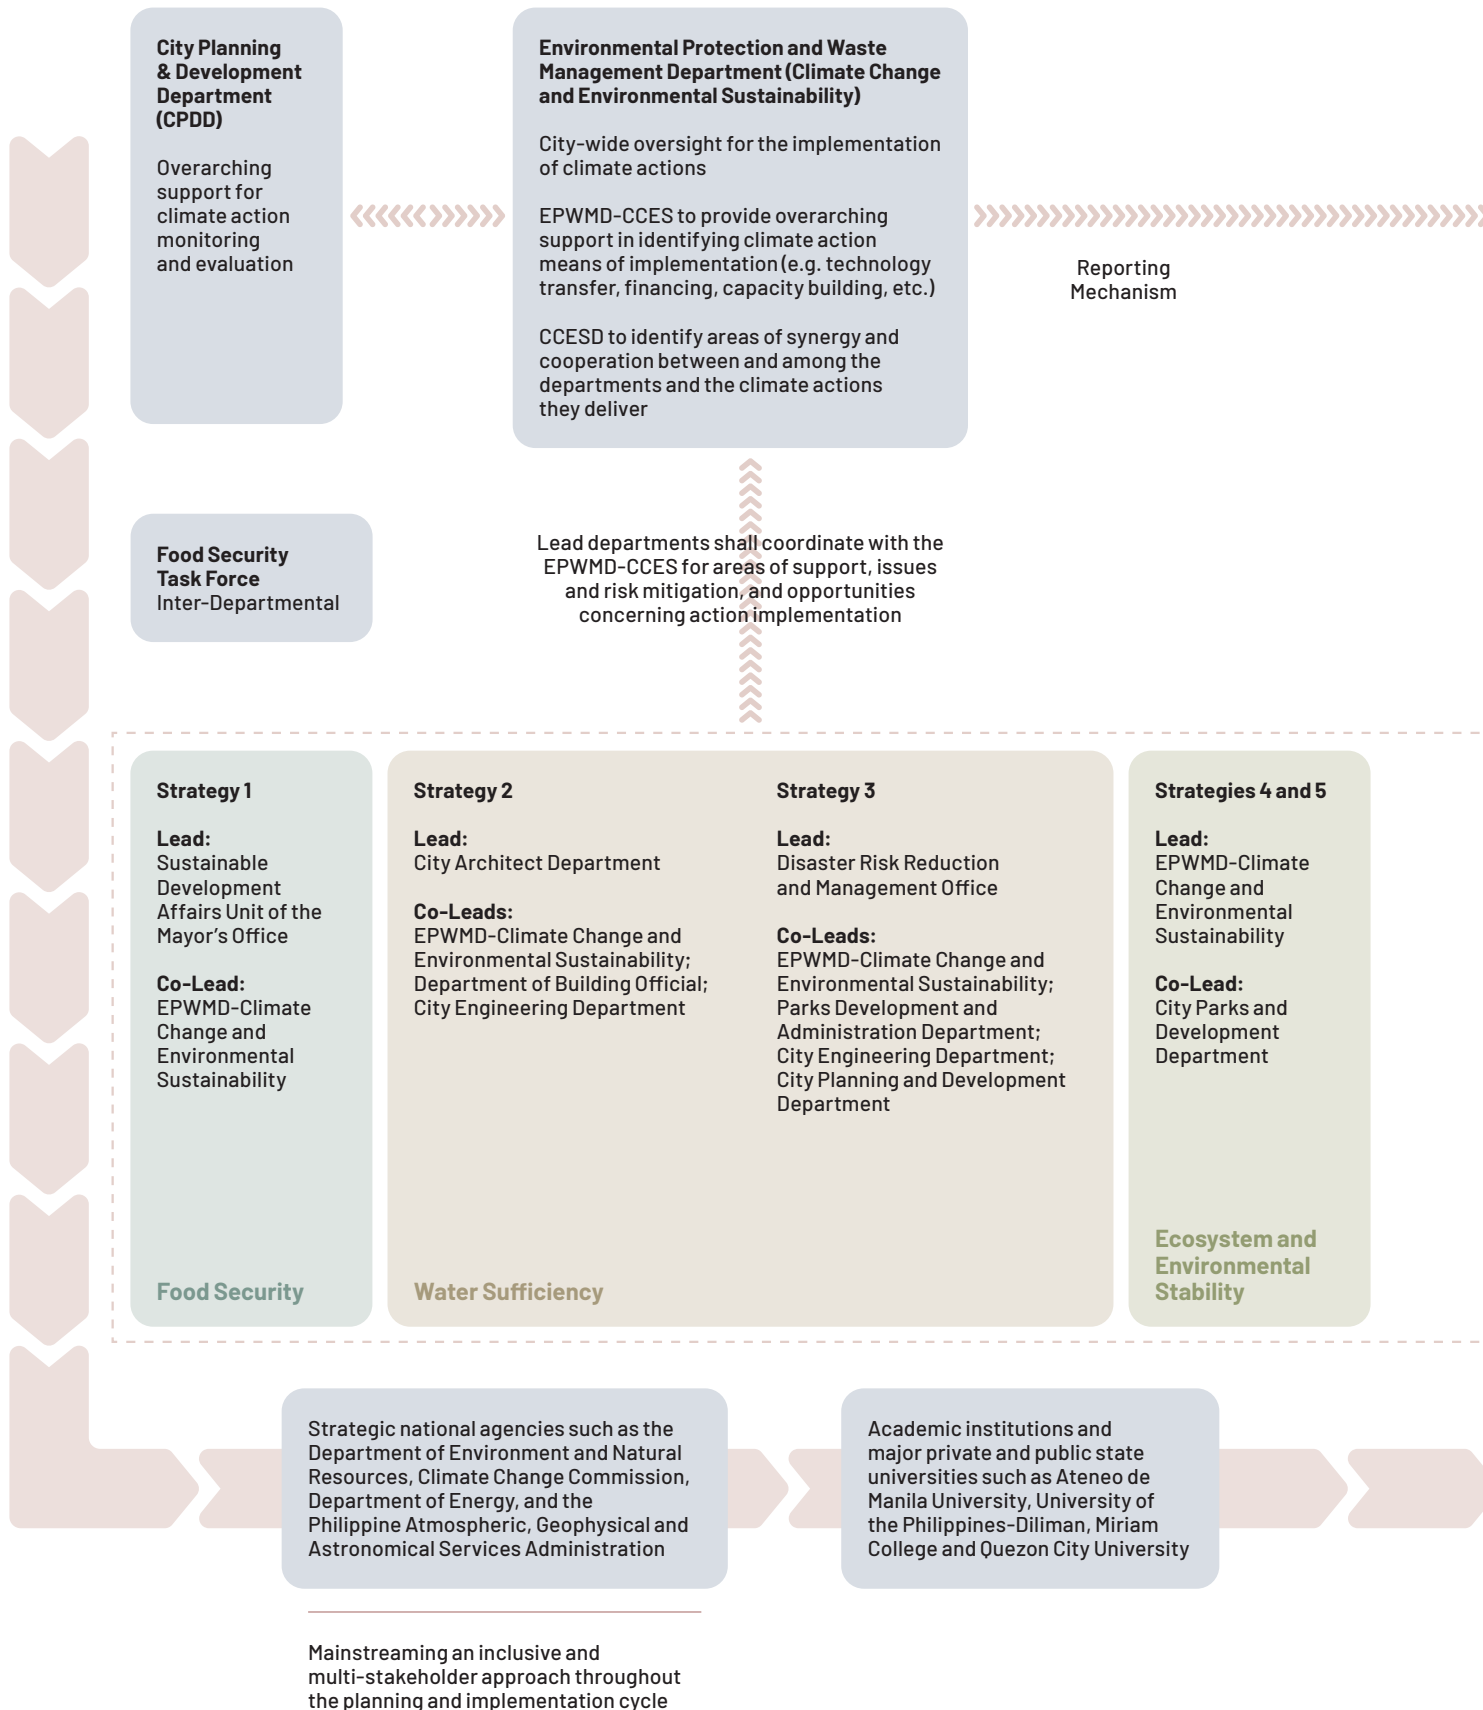 City Planning
& Development
Department
(CPDD)
Overarching
support for
climate action
monitoring
and evaluation
Environmental Protection and Waste
Management Department (Climate Change
and Environmental Sustainability)
City-wide oversight for the implementation
of climate actions
EPWMD-CCES to provide overarching
support in identifying climate action
means of implementation (e.g. technology
transfer, financing, capacity building, etc.)
CCESD to identify areas of synergy and
cooperation between and among the
departments and the climate actions
they deliver
Reporting
Mechanism
Food Security
Task Force
Inter-Departmental
Lead departments shall coordinate with the
EPWMD-CCES for areas of support, issues
and risk mitigation, and opportunities
concerning action implementation
Strategy 1
Lead:
Sustainable
Development
Affairs Unit of the
Mayor's Office
Co-Lead:
EPWMD-Climate
Change and
Environmental
Sustainability
Food Security
Strategy 2
Lead:
City Architect Department
Co-Leads:
EPWMD-Climate Change and
Environmental Sustainability;
Department of Building Official;
City Engineering Department
Strategy 3
Lead:
Disaster Risk Reduction
and Management Office
Co-Leads:
EPWMD-Climate Change and
Environmental Sustainability;
Parks Development and
Administration Department;
City Engineering Department;
City Planning and Development
Department
Water Sufficiency
Strategies 4 and 5
Lead:
EPWMD-Climate
Change and
Environmental
Sustainability
Co-Lead:
City Parks and
Development
Department
Ecosystem and
Environmental
Stability
Strategic national agencies such as the
Department of Environment and Natural
Resources, Climate Change Commission,
Department of Energy, and the
Philippine Atmospheric, Geophysical and
Astronomical Services Administration
Academic institutions and
major private and public state
universities such as Ateneo de
Manila University, University of
the Philippines-Diliman, Miriam
College and Quezon City University
Mainstreaming an inclusive and
multi-stakeholder approach throughout
the planning and implementation cycle